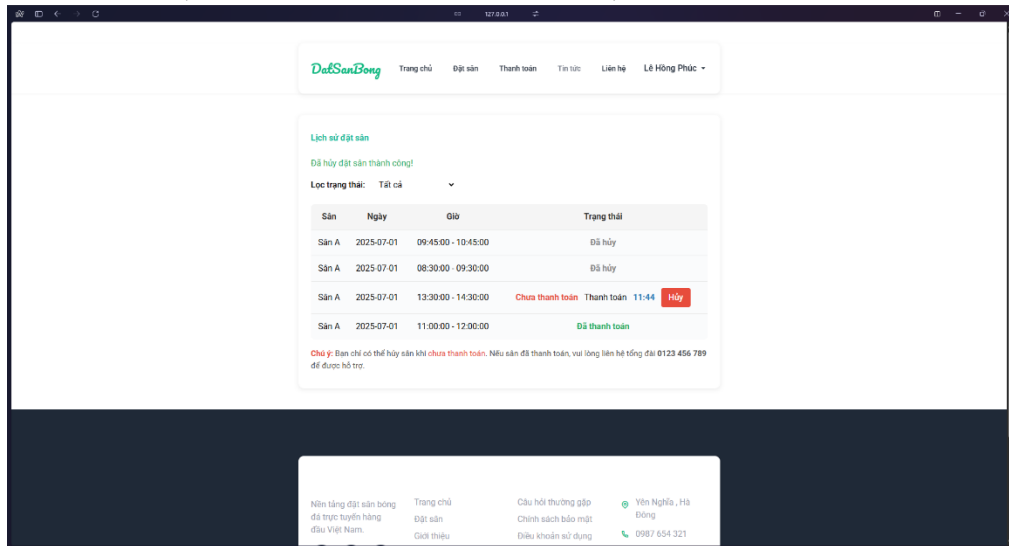 127.0.0.1
DatSanBong Trang chủ Đặt sân Thanh toán Tin tức Liên hệ Lê Hồng Phúc
Lịch sử đặt sân
Đã hủy đặt sân thành công!
Lọc trạng thái: Tất cả
Sân Ngày Giờ Trạng thái
Sân A 2025-07-01 09:45:00 - 10:45:00 Đã hủy
Sân A 2025-07-01 08:30:00 - 09:30:00 Đã hủy
Sân A 2025-07-01 13:30:00 - 14:30:00 Chưa thanh toán Thanh toán 11:44 Hủy
Sân A 2025-07-01 11:00:00 - 12:00:00 Đã thanh toán
Chú ý: Bạn chỉ có thể hủy sân khi chưa thanh toán. Nếu sân đã thanh toán, vui lòng liên hệ tổng đài 0123 456 789
để được hỗ trợ.
Nền tảng đặt sân bóng
đá trực tuyến hàng
đầu Việt Nam.
Trang chủ
Đặt sân
Giới thiệu
Câu hỏi thường gặp
Chính sách bảo mật
Điều khoản sử dụng
Yên Nghĩa , Hà
Đông
0987 654 321